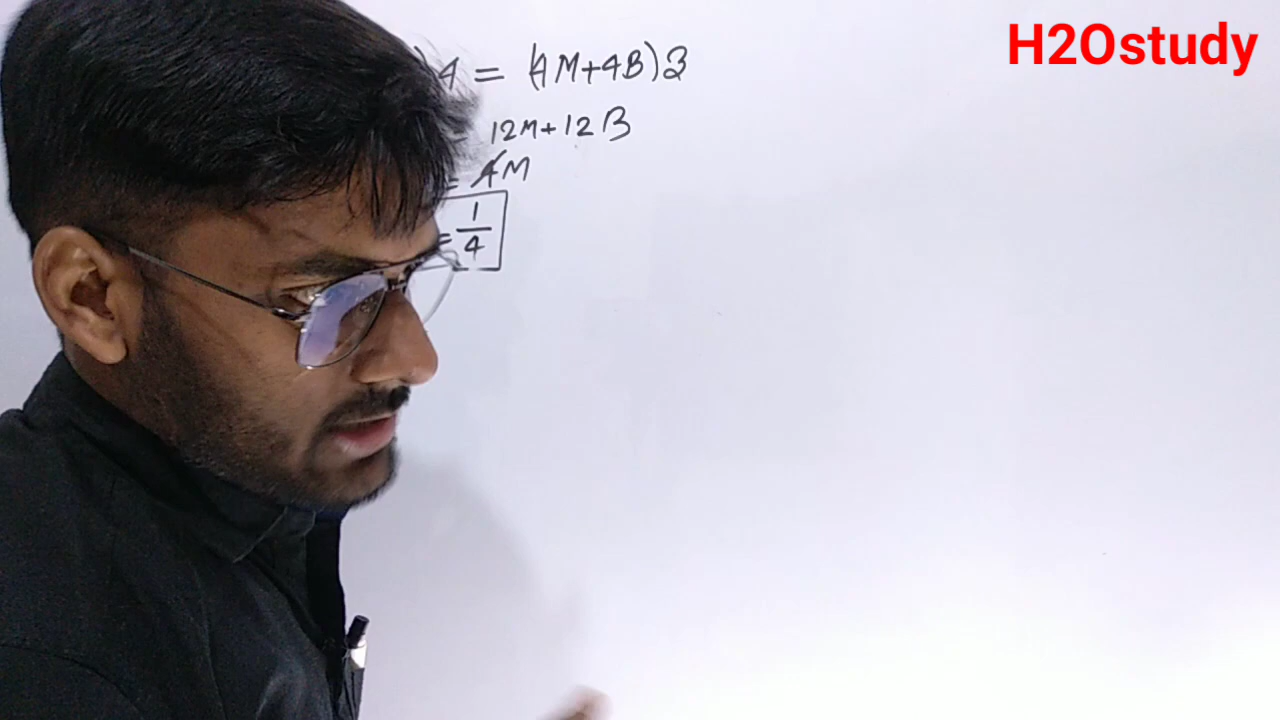 H2Ostudy
)4 = (4M+4B)3
= 12M+12B
= 4M
= 1/4